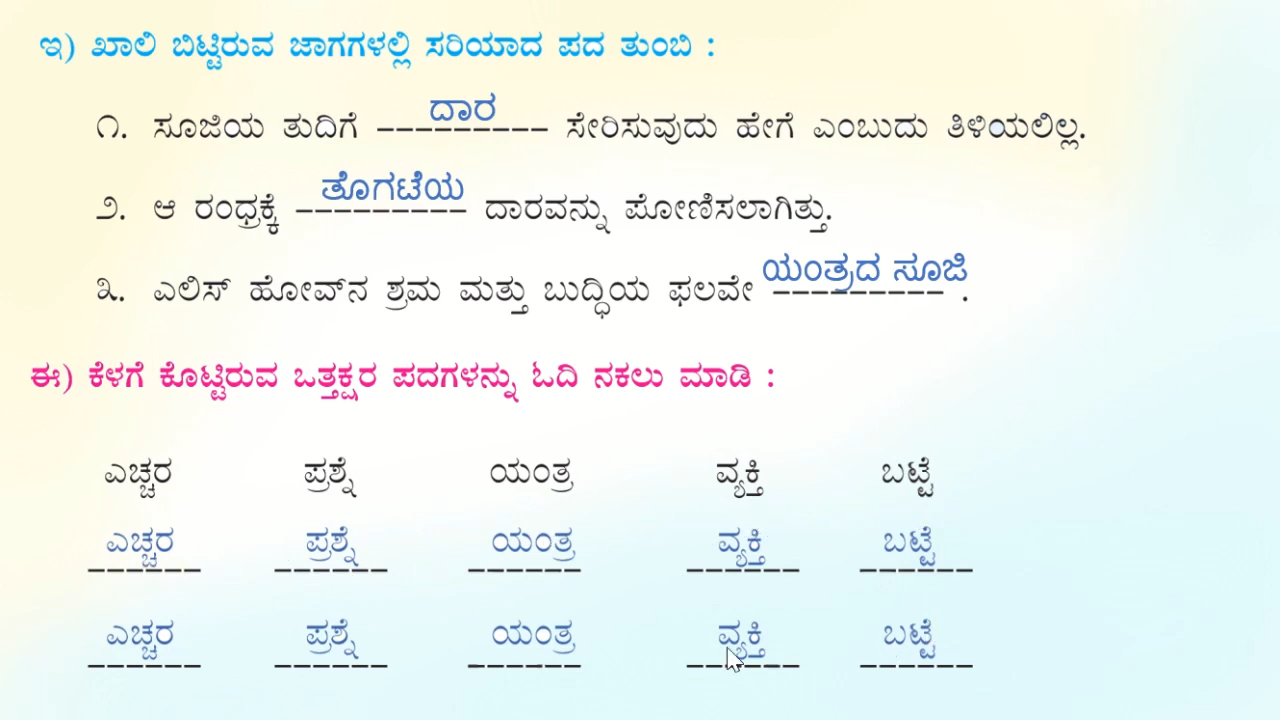 ಇ) ಖಾಲಿ ಬಿಟ್ಟಿರುವ ಜಾಗಗಳಲ್ಲಿ ಸರಿಯಾದ ಪದ ತುಂಬಿ :
೧. ಸೂಜಿಯ ತುದಿಗೆ ದಾರ ಸೇರಿಸುವುದು ಹೇಗೆ ಎಂಬುದು ತಿಳಿಯಲಿಲ್ಲ.
೨. ಆ ರಂಧ್ರಕ್ಕೆ ತೊಗಟೆಯ ದಾರವನ್ನು ಪೋಣಿಸಲಾಗಿತ್ತು.
೩. ಎಲಿಸ್ ಹೋವ್‌ನ ಶ್ರಮ ಮತ್ತು ಬುದ್ಧಿಯ ಫಲವೇ ಯಂತ್ರದ ಸೂಜಿ .
ಈ) ಕೆಳಗೆ ಕೊಟ್ಟಿರುವ ಒತ್ತಕ್ಷರ ಪದಗಳನ್ನು ಓದಿ ನಕಲು ಮಾಡಿ :
ಎಚ್ಚರ ಪ್ರಶ್ನೆ ಯಂತ್ರ ವ್ಯಕ್ತಿ ಬಟ್ಟೆ
ಎಚ್ಚರ ಪ್ರಶ್ನೆ ಯಂತ್ರ ವ್ಯಕ್ತಿ ಬಟ್ಟೆ
ಎಚ್ಚರ ಪ್ರಶ್ನೆ ಯಂತ್ರ ವ್ಯಕ್ತಿ ಬಟ್ಟೆ